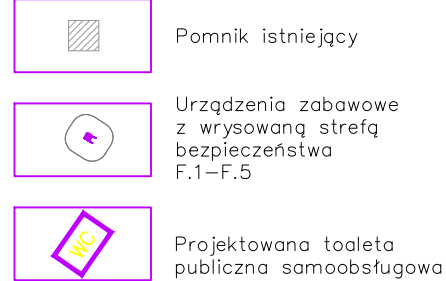 Pomnik istniejący
Urządzenia zabawowe
z wrysowaną strefą
bezpieczeństwa
F.1-F.5
WC
Projektowana toaleta
publiczna samoobsługowa